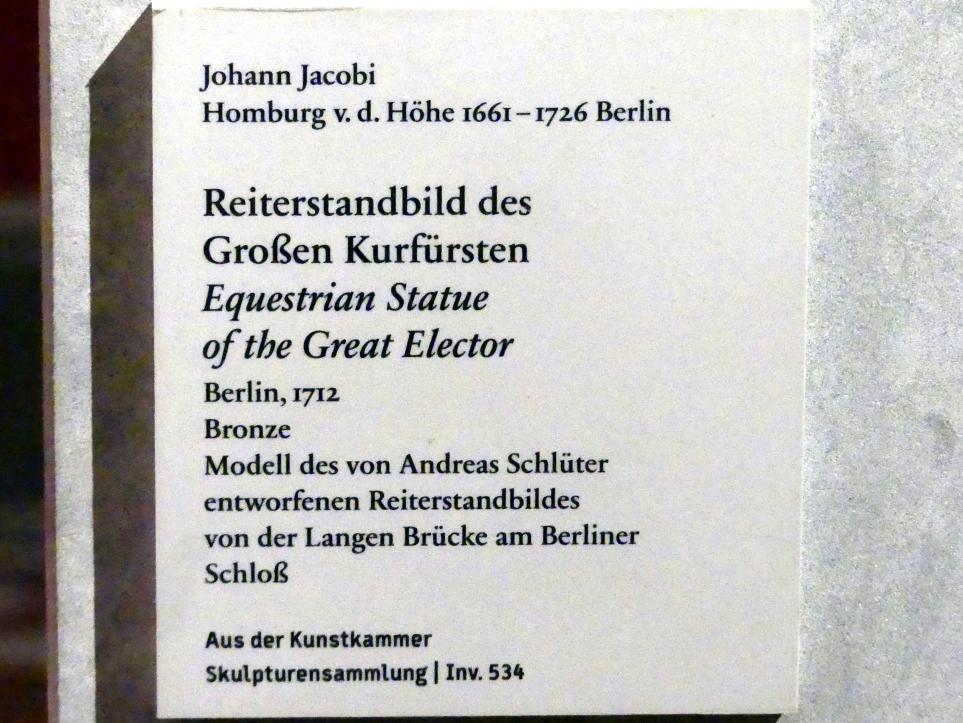 Johann Jacobi
Homburg v. d. Höhe 1661 – 1726 Berlin
Reiterstandbild des
Großen Kurfürsten
Equestrian Statue
of the Great Elector
Berlin, 1712
Bronze
Modell des von Andreas Schlüter
entworfenen Reiterstandbildes
von der Langen Brücke am Berliner
Schloß
Aus der Kunstkammer
Skulpturensammlung | Inv. 534